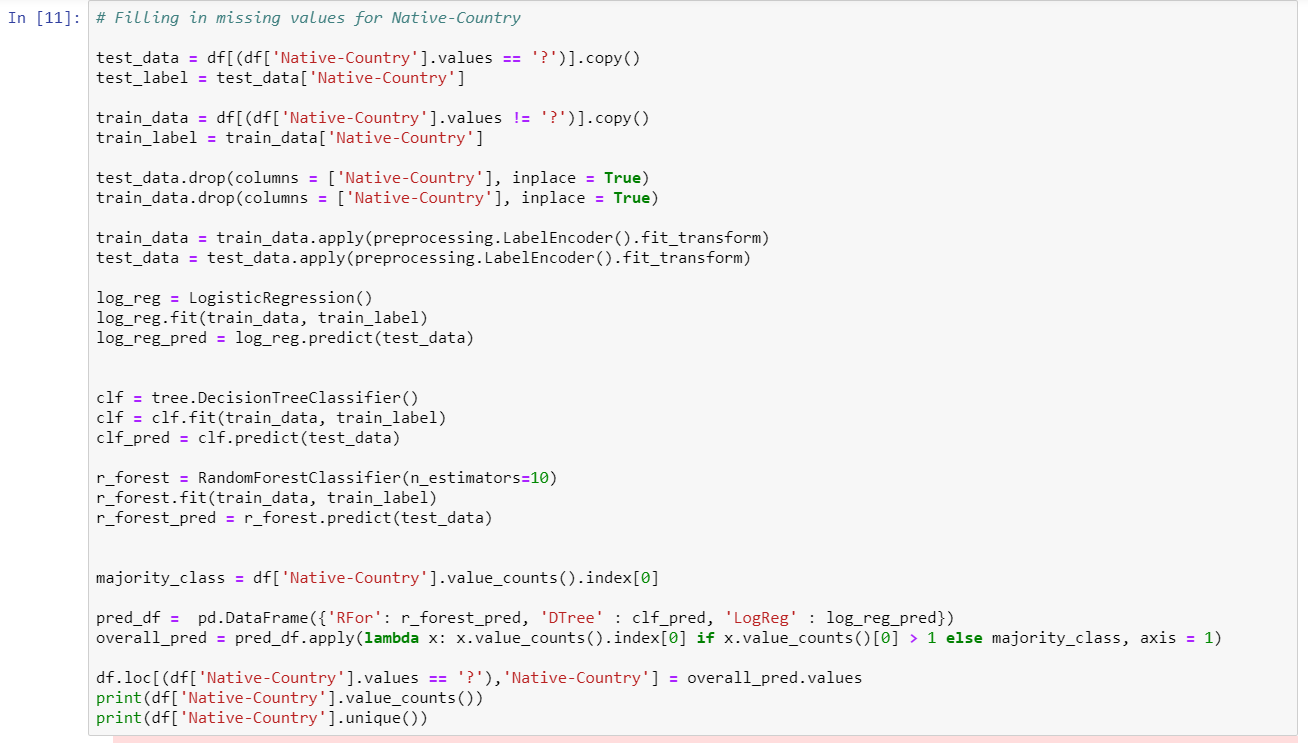 In [11]: # Filling in missing values for Native-Country
test_data = df[(df['Native-Country'].values == '?')].copy()
test_label = test_data['Native-Country']
train_data = df[(df['Native-Country'].values != '?')].copy()
train_label = train_data['Native-Country']
test_data.drop(columns = ['Native-Country'], inplace = True)
train_data.drop(columns = ['Native-Country'], inplace = True)
train_data = train_data.apply(preprocessing.LabelEncoder().fit_transform)
test_data = test_data.apply(preprocessing.LabelEncoder().fit_transform)
log_reg = LogisticRegression()
log_reg.fit(train_data, train_label)
log_reg_pred = log_reg.predict(test_data)
clf = tree.DecisionTreeClassifier()
clf = clf.fit(train_data, train_label)
clf_pred = clf.predict(test_data)
r_forest = RandomForestClassifier(n_estimators=10)
r_forest.fit(train_data, train_label)
r_forest_pred = r_forest.predict(test_data)
majority_class = df['Native-Country'].value_counts().index[0]
pred_df =  pd.DataFrame({'RFor': r_forest_pred, 'DTree' : clf_pred, 'LogReg' : log_reg_pred})
overall_pred = pred_df.apply(lambda x: x.value_counts().index[0] if x.value_counts()[0] > 1 else majority_class, axis = 1)
df.loc[(df['Native-Country'].values == '?'),'Native-Country'] = overall_pred.values
print(df['Native-Country'].value_counts())
print(df['Native-Country'].unique())